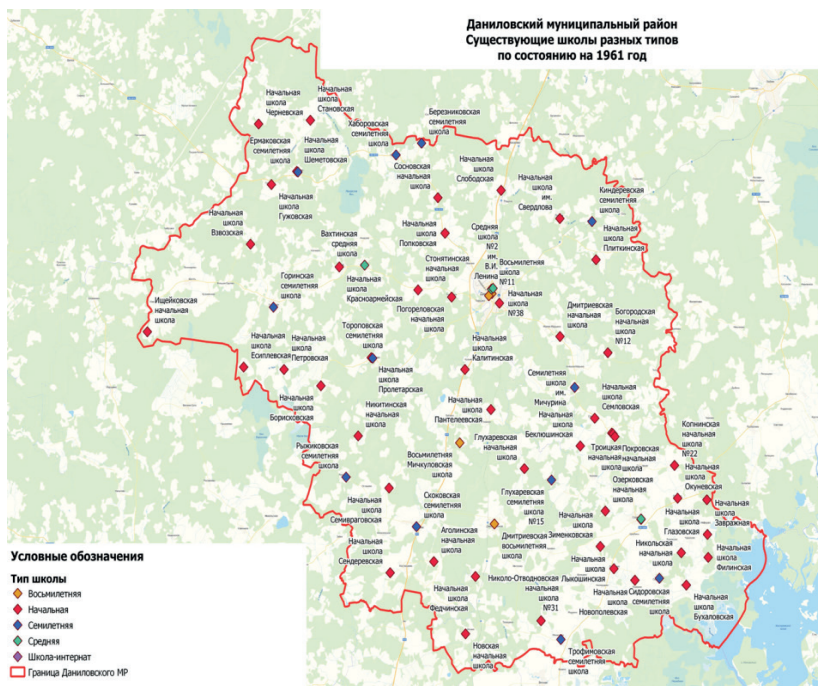 Даниловский муниципальный район
Существующие школы разных типов
по состоянию на 1961 год
Начальная
школа
Черневская
Начальная
школа
Становская
Хаборовская
семилетняя
школа
Березниковская
семилетняя
школа
Ермаковская
семилетняя
школа
Начальная
школа
Шеметовская
Сосновская
начальная
школа
Начальная
школа
Слободская
Начальная
школа
им.
Свердлова
Киндеревская
семилетняя
школа
Начальная
школа
Гужовская
Начальная
школа
Взвозская
Вахтинская
средняя
школа
Начальная
школа
Попковская
Средняя
школа
№2
им.
В.И.
Ленина
Начальная
школа
Плиткинская
Стонятинская
начальная
школа
Восьмилетняя
школа
№11
Горинская
семилетняя
школа
Начальная
школа
Красноармейская
Ищейковская
начальная
школа
Погореловская
начальная
школа
Начальная
школа
№38
Дмитриевская
начальная
школа
Богородская
начальная
школа
№12
Тороповская
семилетняя
школа
Начальная
школа
Есиплевская
Начальная
школа
Петровская
Начальная
школа
Пролетарская
Начальная
школа
Калитинская
Семилетняя
школа
им.
Мичурина
Начальная
школа
Семловская
Начальная
школа
Борисковская
Никитинская
начальная
школа
Начальная
школа
Пантелеевская
Начальная
школа
Беклюшинская
Рыжиковская
семилетняя
школа
Восьмилетняя
школа
Мичкуловская
Глухаревская
начальная
школа
Троицкая
начальная
школа
Покровская
начальная
школа
Копнинская
начальная
школа
№22
Озерковская
начальная
школа
Начальная
школа
Окуневская
Начальная
школа
Семивраговская
Скоковская
семилетняя
школа
Глухаревская
семилетняя
школа
№15
Начальная
школа
Зименковская
Начальная
школа
Глазовская
Начальная
школа
Завражная
Начальная
школа
Сендеревская
Аголинская
начальная
школа
Дмитриевская
восьмилетняя
школа
Никольская
начальная
школа
Начальная
школа
Филинская
Начальная
школа
Федчинская
Николо-Отводновская
начальная
школа
№31
Начальная
школа
Лыкошинская
Начальная
школа
Новополевская
Сидоровская
семилетняя
школа
Начальная
школа
Бухаловская
Новская
начальная
школа
Трофимовская
семилетняя
школа
Условные обозначения
Тип школы
Восьмилетняя
Начальная
Семилетняя
Средняя
Школа-интернат
Граница Даниловского МР